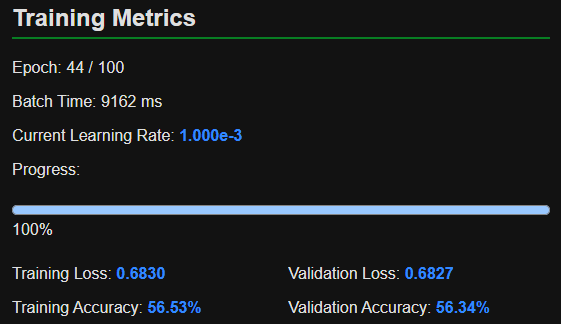 Training Metrics
Epoch: 44 / 100
Batch Time: 9162 ms
Current Learning Rate: 1.000e-3
Progress:
100%
Training Loss: 0.6830 Validation Loss: 0.6827
Training Accuracy: 56.53% Validation Accuracy: 56.34%